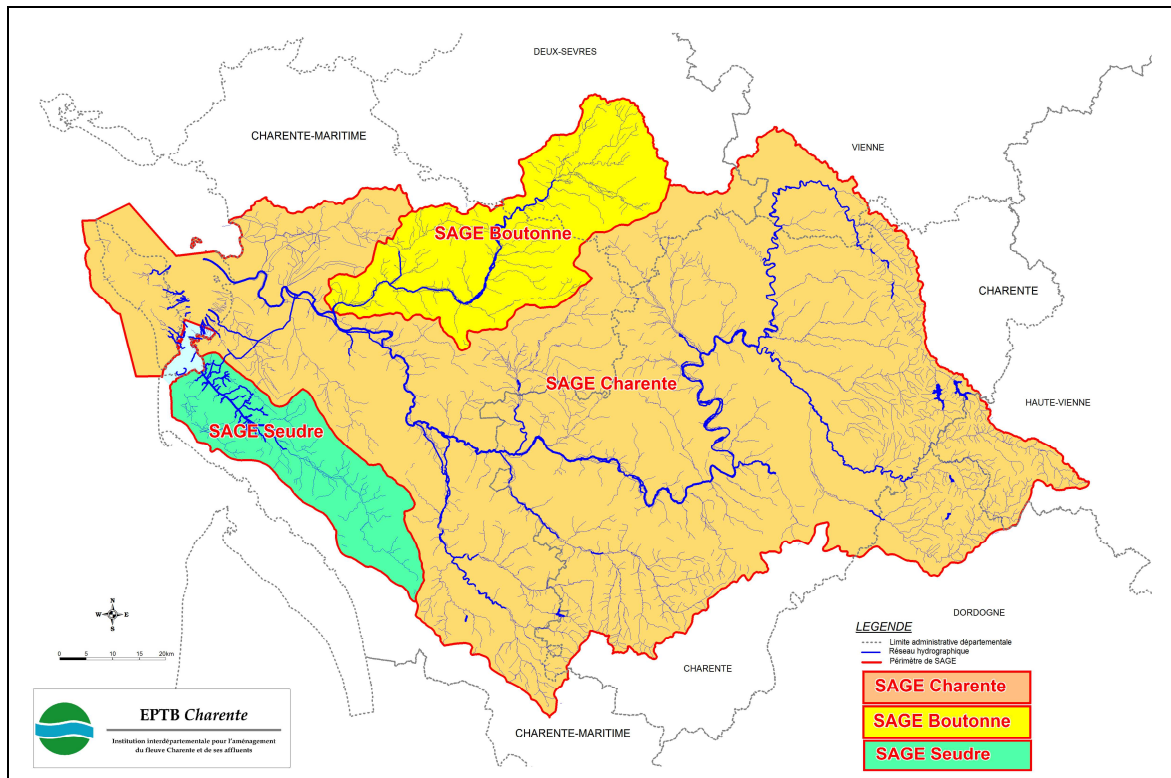 DEUX-SEVRES
CHARENTE-MARITIME
VIENNE
SAGE Boutonne
CHARENTE
SAGE Charente
HAUTE-VIENNE
SAGE Seudre
N
W E
S
0 5 10 20km
DORDOGNE
CHARENTE
CHARENTE-MARITIME
LEGENDE
Limite administrative départementale
Réseau hydrographique
Périmètre de SAGE
SAGE Charente
SAGE Boutonne
SAGE Seudre
EPTB Charente
Institution interdépartementale pour l'aménagement
du fleuve Charente et de ses affluents